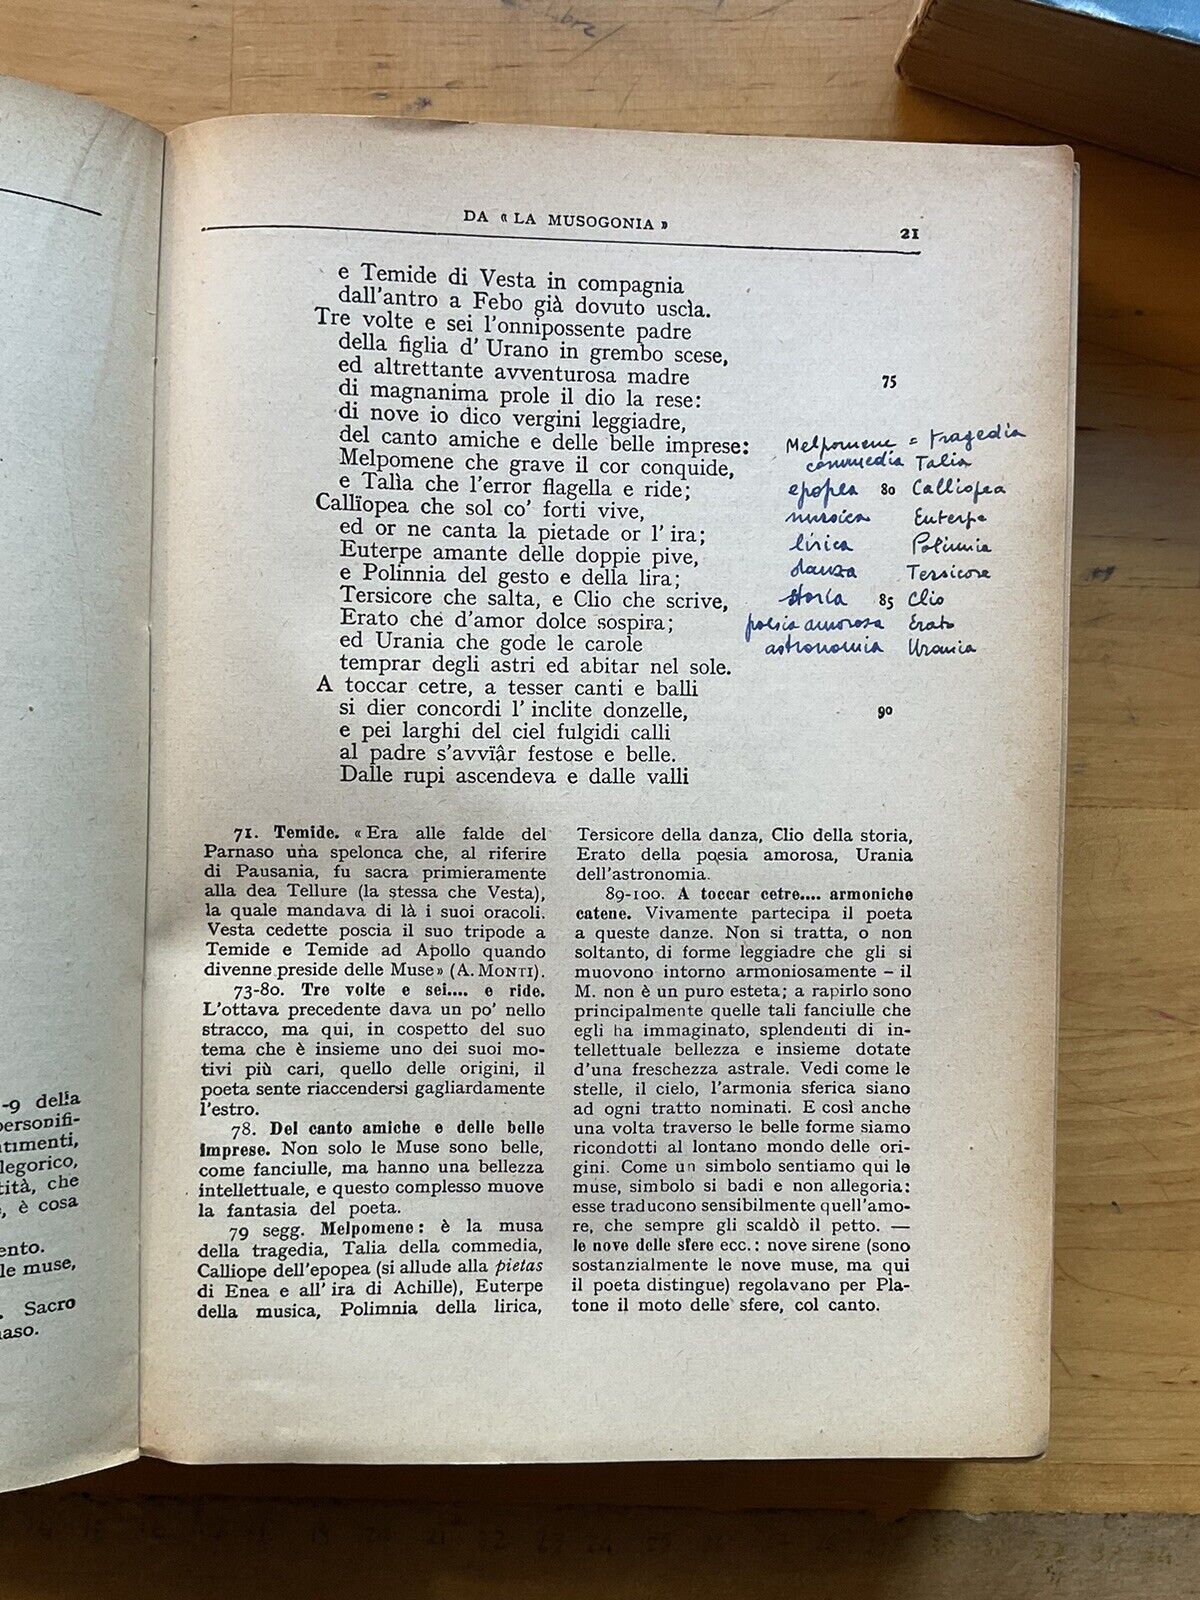 DA « LA MUSOGONIA »
21
e Temide di Vesta in compagnia
dall'antro a Febo già dovuto uscìa.
Tre volte e sei l'onnipossente padre
della figlia d' Urano in grembo scese,
ed altrettante avventurosa madre 75
di magnanima prole il dio la rese:
di nove io dico vergini leggiadre,
del canto amiche e delle belle imprese: Melpomene = tragedia
Melpomene che grave il cor conquide, commedia Talia
e Talìa che l'error flagella e ride; epopea 80 Calliopea
Callïopea che sol co' forti vive, musica Euterpe
ed or ne canta la pietade or l' ira; lirica Polimnia
Euterpe amante delle doppie pive, danza Tersicore
e Polinnia del gesto e della lira;
Tersicore che salta, e Clio che scrive, storia 85 Clio
Erato che d'amor dolce sospira; poesia amorosa Erato
ed Urania che gode le carole astronomia Urania
temprar degli astri ed abitar nel sole.
A toccar cetre, a tesser canti e balli
si dier concordi l' inclite donzelle, 90
e pei larghi del ciel fulgidi calli
al padre s'avvïâr festose e belle.
Dalle rupi ascendeva e dalle valli
71. Temide. « Era alle falde del
Parnaso una spelonca che, al riferire
di Pausania, fu sacra primieramente
alla dea Tellure (la stessa che Vesta),
la quale mandava di là i suoi oracoli.
Vesta cedette poscia il suo tripode a
Temide e Temide ad Apollo quando
divenne preside delle Muse» (A. MONTI).
73-80. Tre volte e sei.... e ride.
L'ottava precedente dava un po' nello
stracco, ma qui, in cospetto del suo
tema che è insieme uno dei suoi mo-
tivi più cari, quello delle origini, il
poeta sente riaccendersi gagliardamente
l'estro.
78. Del canto amiche e delle belle
imprese. Non solo le Muse sono belle,
come fanciulle, ma hanno una bellezza
intellettuale, e questo complesso muove
la fantasia del poeta.
79 segg. Melpomene: è la musa
della tragedia, Talia della commedia,
Calliope dell'epopea (si allude alla pietas
di Enea e all' ira di Achille), Euterpe
della musica, Polimnia della lirica,
Tersicore della danza, Clio della storia,
Erato della poesia amorosa, Urania
dell'astronomia.
89-100. A toccar cetre.... armoniche
catene. Vivamente partecipa il poeta
a queste danze. Non si tratta, o non
soltanto, di forme leggiadre che gli si
muovono intorno armoniosamente – il
M. non è un puro esteta; a rapirlo sono
principalmente quelle tali fanciulle che
egli ha immaginato, splendenti di in-
tellettuale bellezza e insieme dotate
d'una freschezza astrale. Vedi come le
stelle, il cielo, l'armonia sferica siano
ad ogni tratto nominati. E così anche
una volta traverso le belle forme siamo
ricondotti al lontano mondo delle ori-
gini. Come un simbolo sentiamo qui le
muse, simbolo si badi e non allegoria:
esse traducono sensibilmente quell'amo-
re, che sempre gli scaldò il petto. —
le nove delle sfere ecc.: nove sirene (sono
sostanzialmente le nove muse, ma qui
il poeta distingue) regolavano per Pla-
tone il moto delle sfere, col canto.
-9 della
personifi-
timenti,
legorico,
tità, che
, è cosa
ento.
le muse,
. Sacro
aso.